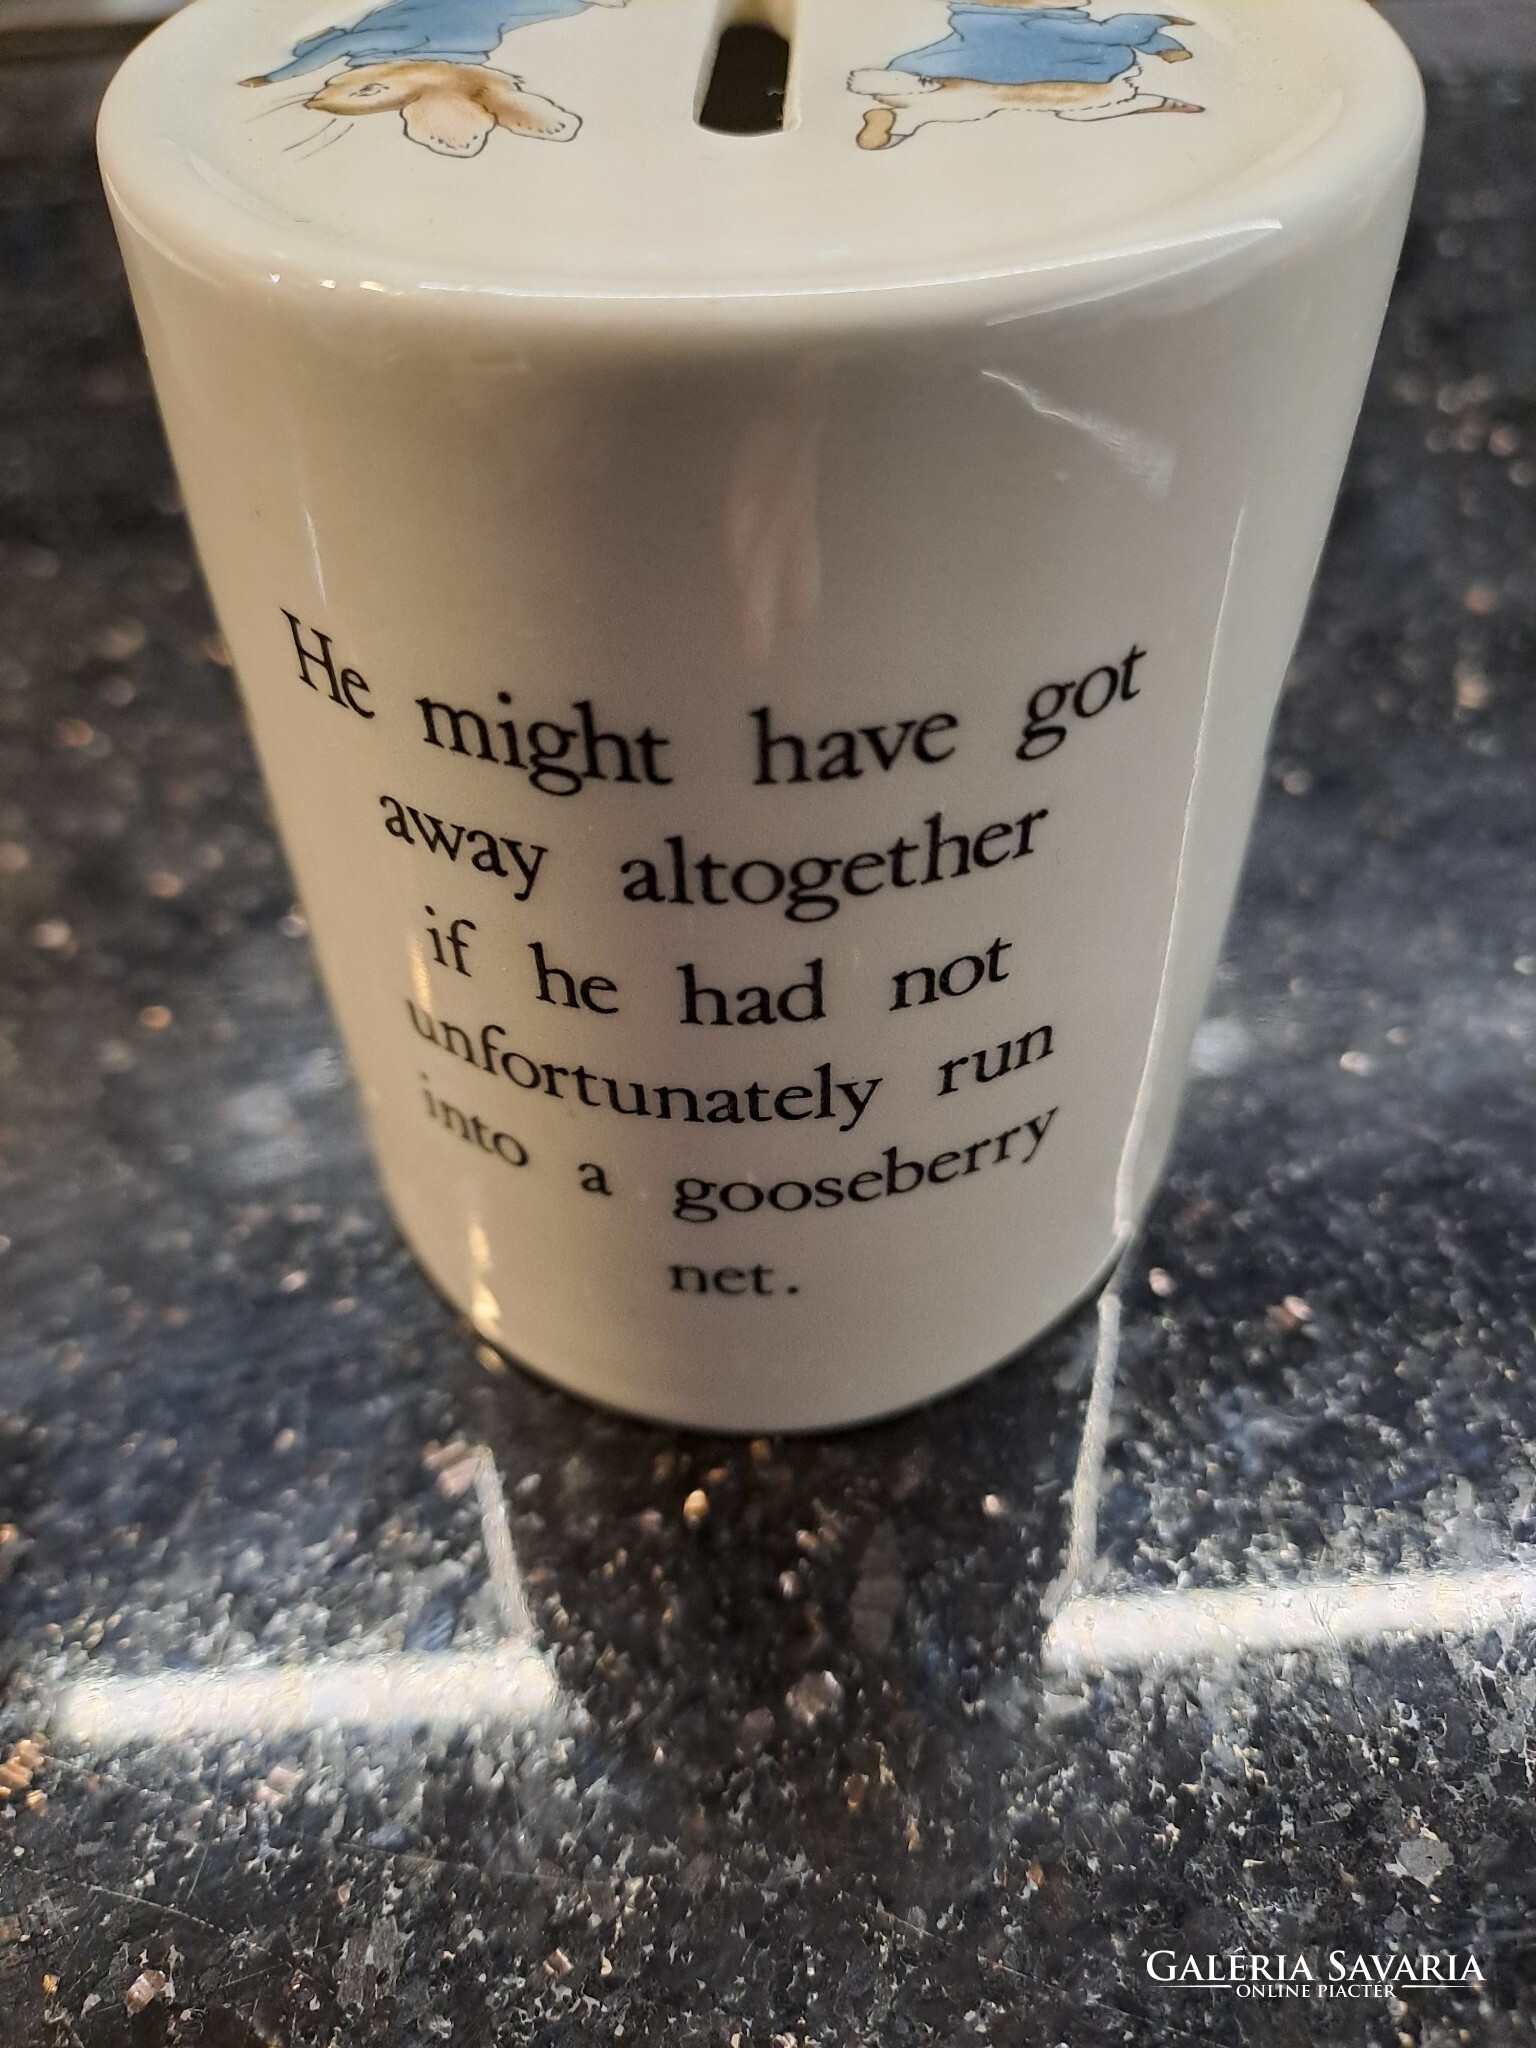 He might have got
away altogether
if he had not
unfortunately run
into a gooseberry
net.
GALÉRIA SAVARIA
ONLINE PIACTÉR